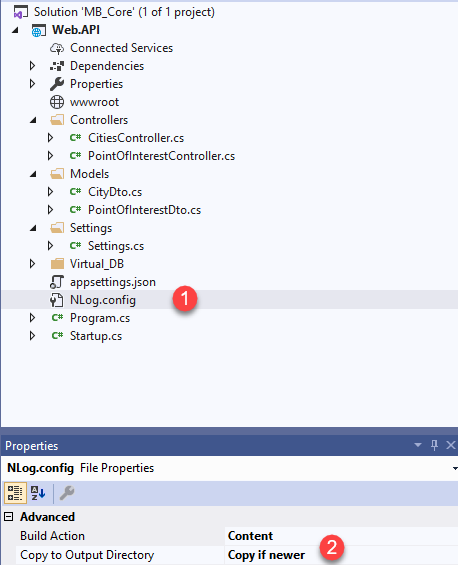 Solution 'MB_Core' (1 of 1 project)
Web.API
Connected Services
Dependencies
Properties
wwwroot
Controllers
C# CitiesController.cs
C# PointOfInterestController.cs
Models
C# CityDto.cs
C# PointOfInterestDto.cs
Settings
C# Settings.cs
Virtual_DB
appsettings.json
NLog.config 1
C# Program.cs
C# Startup.cs
Properties
NLog.config File Properties
Advanced
Build Action Content
Copy to Output Directory Copy if newer 2